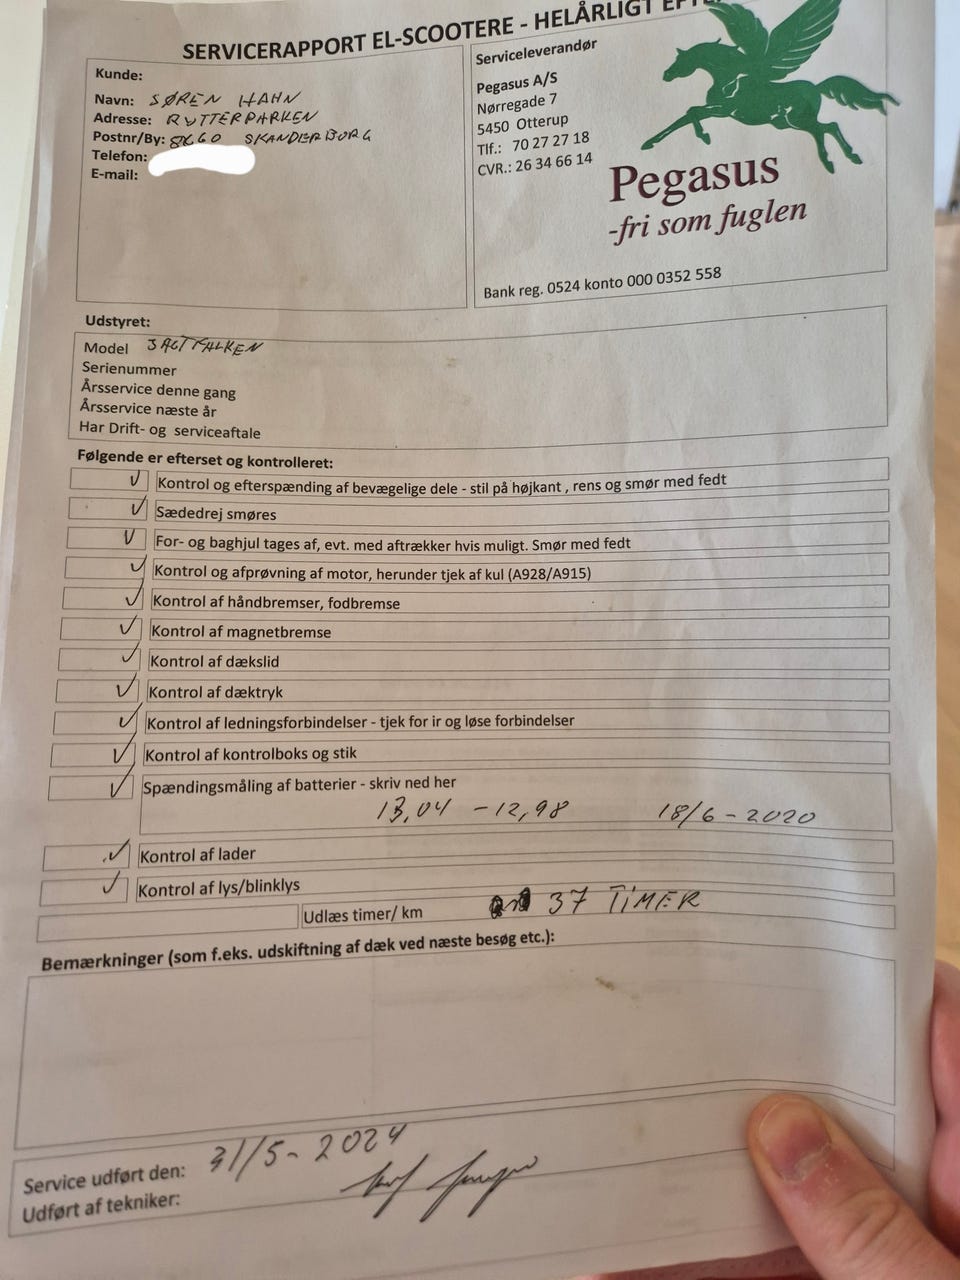 SERVICERAPPORT EL-SCOOTERE - HELÅRLIGT
Kunde:
Navn: SØREN HAHN
Adresse: RYTTERPARKEN
Postnr/By: 8660 SKANDERBORG
Telefon:
E-mail:
Serviceleverandør
Pegasus A/S
Nørregade 7
5450 Otterup
Tlf.: 70 27 27 18
CVR.: 26 34 66 14
Pegasus
-fri som fuglen
Bank reg. 0524 konto 000 0352 558
Udstyret:
Model JAGTFALKEN
Serienummer
Årsservice denne gang
Årsservice næste år
Har Drift- og serviceaftale
Følgende er efterset og kontrolleret:
✓ Kontrol og efterspænding af bevægelige dele - stil på højkant , rens og smør med fedt
✓ Sædedrej smøres
✓ For- og baghjul tages af, evt. med aftrækker hvis muligt. Smør med fedt
✓ Kontrol og afprøvning af motor, herunder tjek af kul (A928/A915)
✓ Kontrol af håndbremser, fodbremse
✓ Kontrol af magnetbremse
✓ Kontrol af dækslid
✓ Kontrol af dæktryk
✓ Kontrol af ledningsforbindelser - tjek for ir og løse forbindelser
✓ Kontrol af kontrolboks og stik
✓ Spændingsmåling af batterier - skriv ned her
13,04 - 12,98 18/6 - 2020
✓ Kontrol af lader
✓ Kontrol af lys/blinklys
Udlæs timer/ km 37 TIMER
Bemærkninger (som f.eks. udskiftning af dæk ved næste besøg etc.):
Service udført den: 31/5 - 2024
Udført af tekniker: